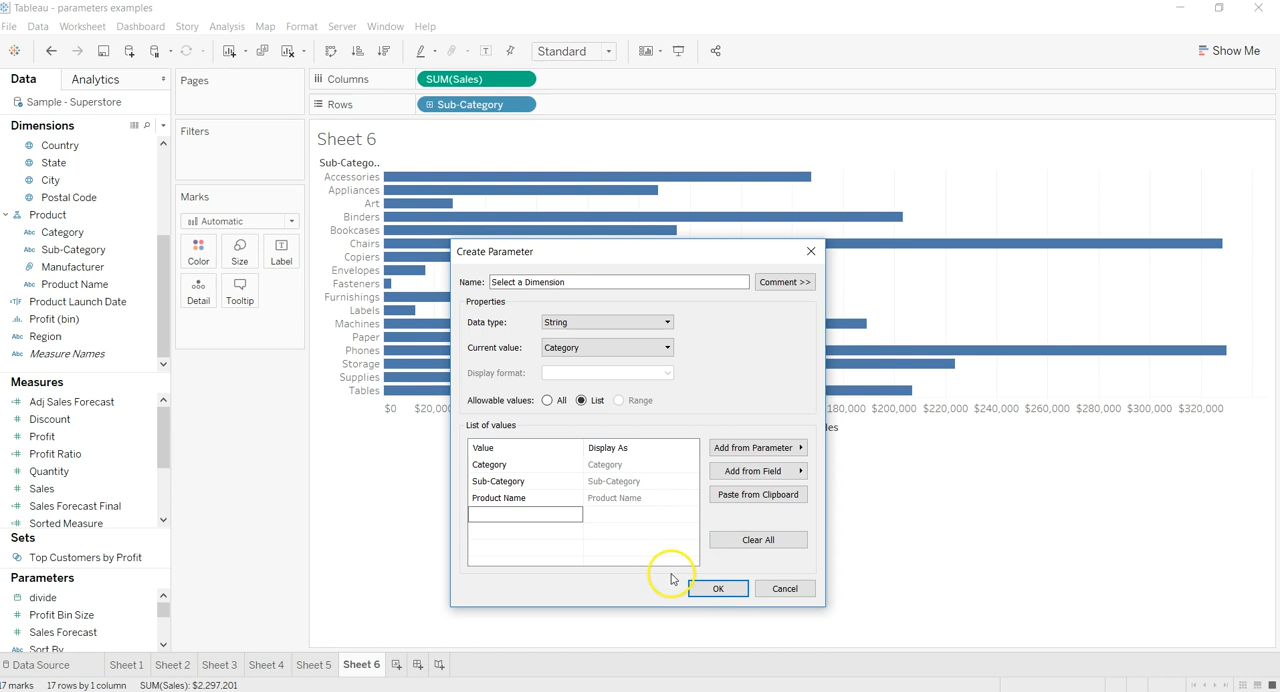 Tableau - parameters examples
File Data Worksheet Dashboard Story Analysis Map Format Server Window Help
Standard
Show Me
Data Analytics
Sample - Superstore
Dimensions
Country
State
City
Postal Code
Product
Abc Category
Abc Sub-Category
Manufacturer
Abc Product Name
Product Launch Date
Profit (bin)
Abc Region
Abc Measure Names
Measures
Adj Sales Forecast
Discount
Profit
Profit Ratio
Quantity
Sales
Sales Forecast Final
Sorted Measure
Sets
Top Customers by Profit
Parameters
divide
Profit Bin Size
Sales Forecast
Abc Sort By
Pages
Filters
Marks
Automatic
Color Size Label
Detail Tooltip
Columns SUM(Sales)
Rows Sub-Category
Sheet 6
Sub-Catego..
Accessories
Appliances
Art
Binders
Bookcases
Chairs
Copiers
Envelopes
Fasteners
Furnishings
Labels
Machines
Paper
Phones
Storage
Supplies
Tables
$0 $20,000 180,000 $200,000 $220,000 $240,000 $260,000 $280,000 $300,000 $320,000
les
Create Parameter
Name: Select a Dimension Comment >>
Properties
Data type: String
Current value: Category
Display format:
Allowable values: All List Range
List of values
Value Display As
Category Category
Sub-Category Sub-Category
Product Name Product Name
Add from Parameter
Add from Field
Paste from Clipboard
Clear All
OK Cancel
Data Source Sheet 1 Sheet 2 Sheet 3 Sheet 4 Sheet 5 Sheet 6
17 marks 17 rows by 1 column SUM(Sales): $2,297,201